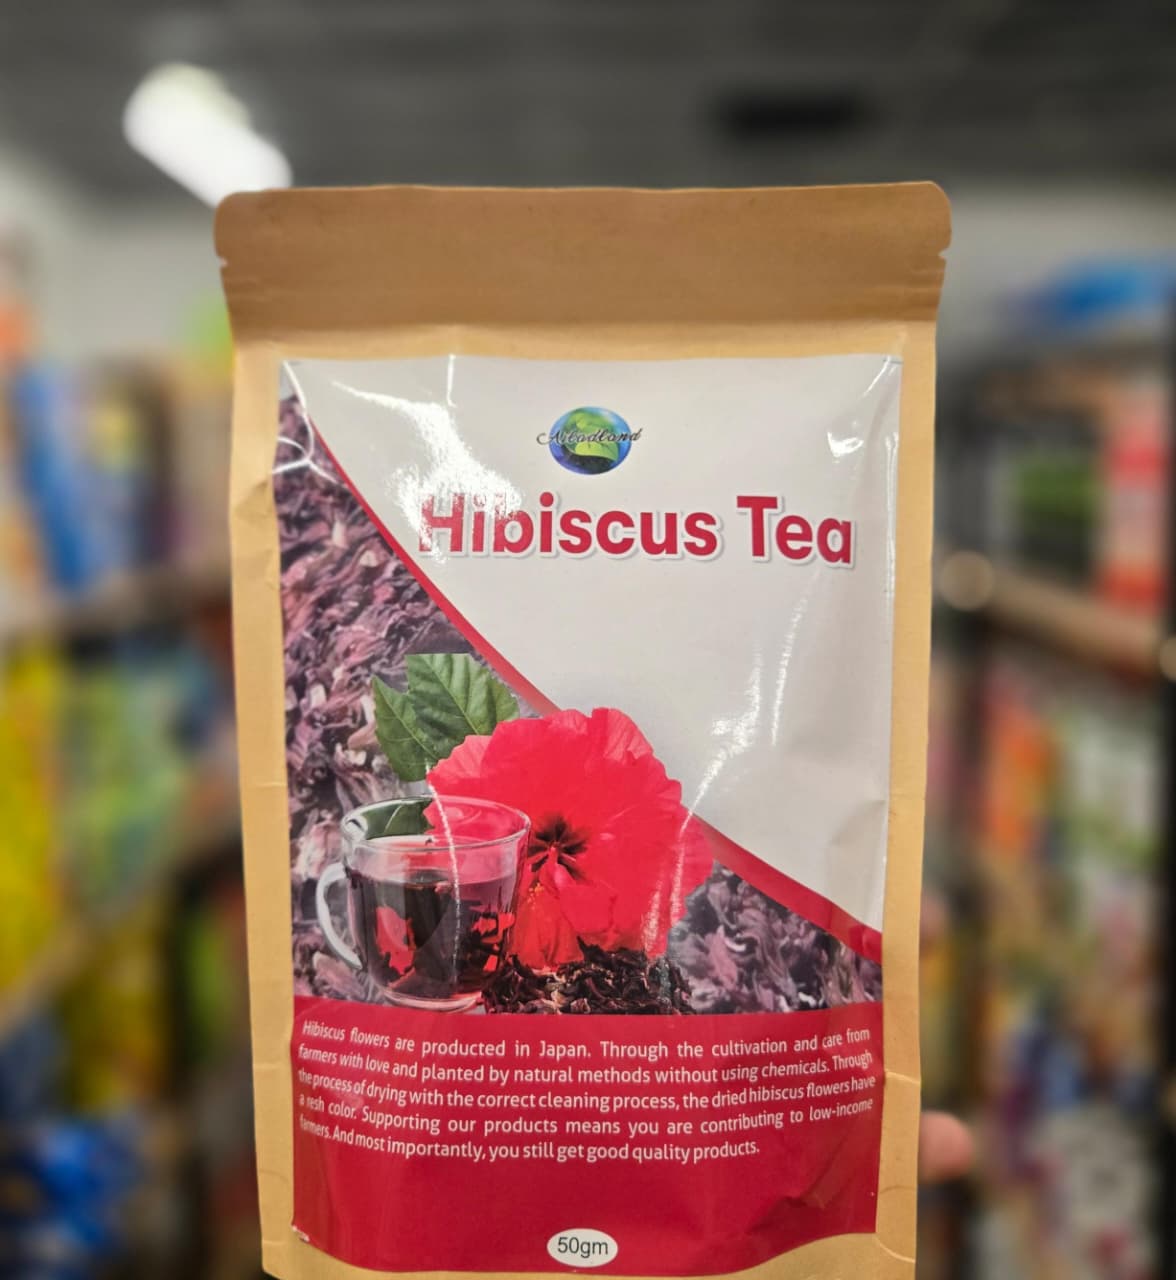 Hibiscus Tea
Hibiscus flowers are producted in Japan. Through the cultivation and care from
farmers with love and planted by natural methods without using chemicals. Through
the process of drying with the correct cleaning process, the dried hibiscus flowers have
a resh color. Supporting our products means you are contributing to low-income
farmers. And most importantly, you still get good quality products.
50gm